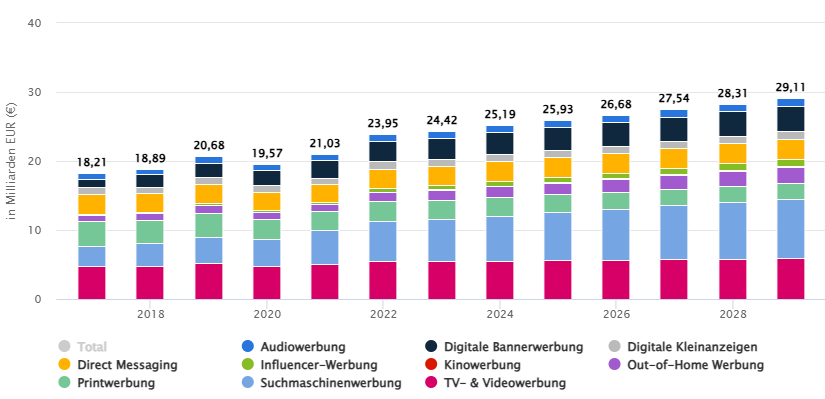 in Milliarden EUR (€)
40
30
20
10
0
18,21
18,89
20,68
19,57
21,03
23,95
24,42
25,19
25,93
26,68
27,54
28,31
29,11
2018
2020
2022
2024
2026
2028
Total
Audiowerbung
Digitale Bannerwerbung
Digitale Kleinanzeigen
Direct Messaging
Influencer-Werbung
Kinowerbung
Out-of-Home Werbung
Printwerbung
Suchmaschinenwerbung
TV- & Videowerbung